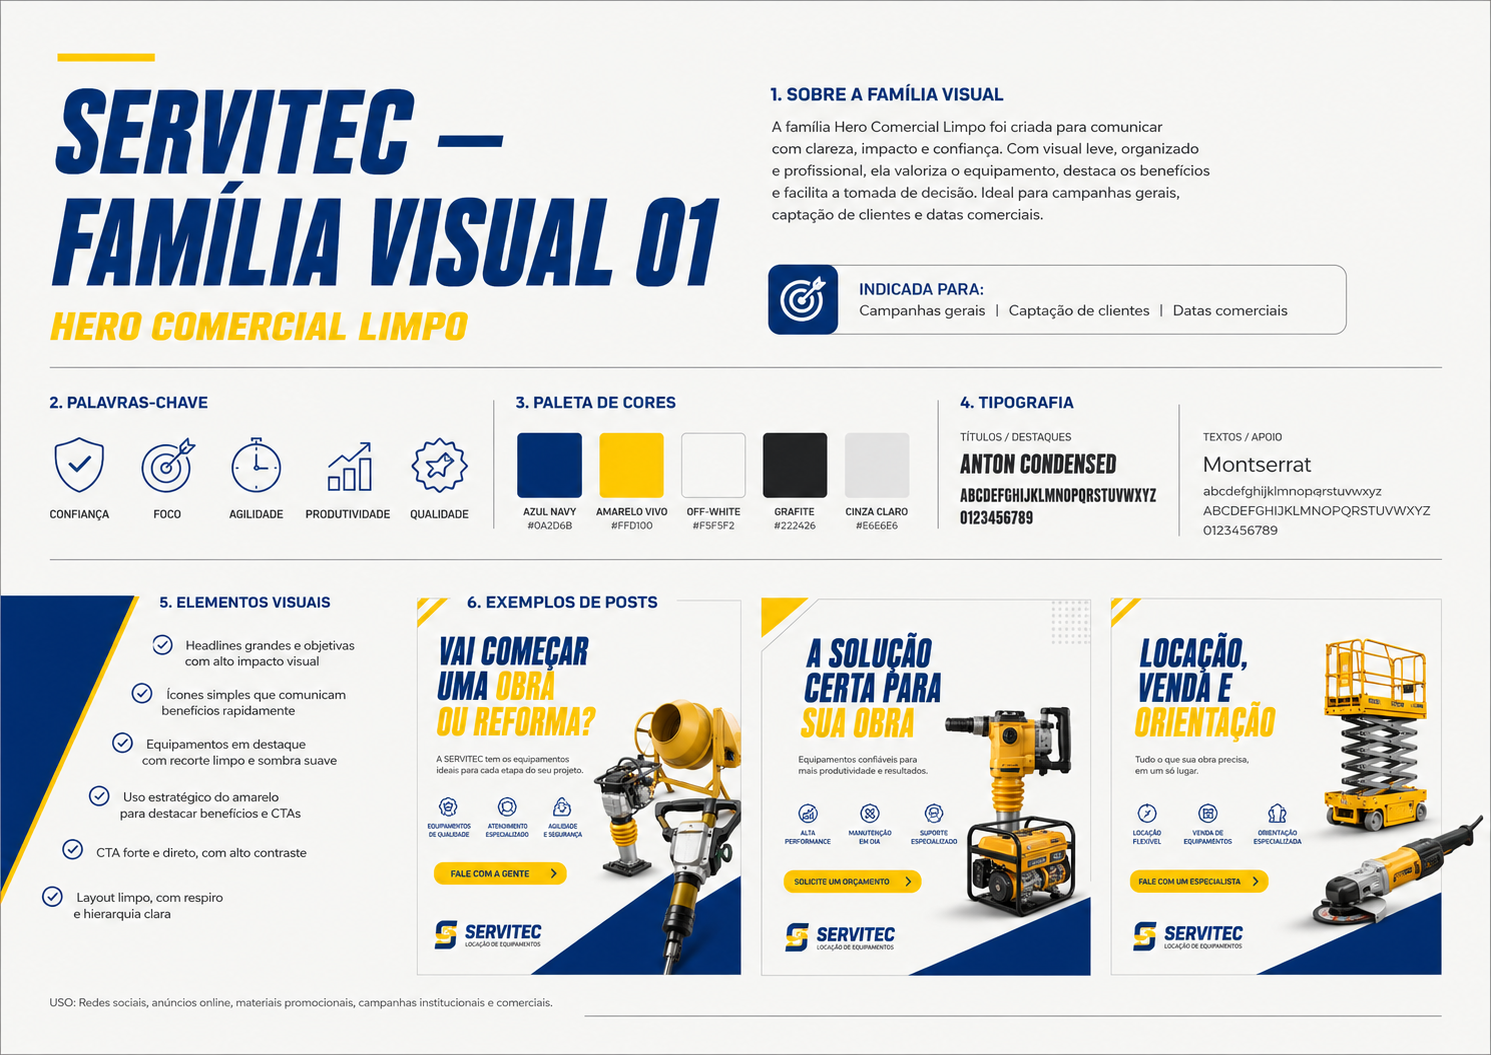 SERVITEC —
FAMÍLIA VISUAL 01
HERO COMERCIAL LIMPO
1. SOBRE A FAMÍLIA VISUAL
A família Hero Comercial Limpo foi criada para comunicar
com clareza, impacto e confiança. Com visual leve, organizado
e profissional, ela valoriza o equipamento, destaca os benefícios
e facilita a tomada de decisão. Ideal para campanhas gerais,
captação de clientes e datas comerciais.
INDICADA PARA:
Campanhas gerais | Captação de clientes | Datas comerciais
2. PALAVRAS-CHAVE
CONFIANÇA
FOCO
AGILIDADE
PRODUTIVIDADE
QUALIDADE
3. PALETA DE CORES
AZUL NAVY
#0A2D6B
AMARELO VIVO
#FFD100
OFF-WHITE
#F5F5F2
GRAFITE
#222426
CINZA CLARO
#E6E6E6
4. TIPOGRAFIA
TÍTULOS / DESTAQUES
ANTON CONDENSED
ABCDEFGHIJKLMNOPQRSTUVWXYZ
0123456789
TEXTOS / APOIO
Montserrat
abcdefghijklmnopqrstuvwxyz
ABCDEFGHIJKLMNOPQRSTUVWXYZ
0123456789
5. ELEMENTOS VISUAIS
Headlines grandes e objetivas
com alto impacto visual
Ícones simples que comunicam
benefícios rapidamente
Equipamentos em destaque
com recorte limpo e sombra suave
Uso estratégico do amarelo
para destacar benefícios e CTAs
CTA forte e direto, com alto contraste
Layout limpo, com respiro
e hierarquia clara
6. EXEMPLOS DE POSTS
VAI COMEÇAR
UMA OBRA
OU REFORMA?
A SERVITEC tem os equipamentos
ideais para cada etapa do seu projeto.
EQUIPAMENTOS
DE QUALIDADE
ATENDIMENTO
ESPECIALIZADO
AGILIDADE
E SEGURANÇA
FALE COM A GENTE
SERVITEC
LOCAÇÃO DE EQUIPAMENTOS
A SOLUÇÃO
CERTA PARA
SUA OBRA
Equipamentos confiáveis para
mais produtividade e resultados.
ALTA
PERFORMANCE
MANUTENÇÃO
EM DIA
SUPORTE
ESPECIALIZADO
SOLICITE UM ORÇAMENTO
SERVITEC
LOCAÇÃO DE EQUIPAMENTOS
LOCAÇÃO,
VENDA E
ORIENTAÇÃO
Tudo o que sua obra precisa,
em um só lugar.
LOCAÇÃO
FLEXÍVEL
VENDA DE
EQUIPAMENTOS
ORIENTAÇÃO
ESPECIALIZADA
FALE COM UM ESPECIALISTA
SERVITEC
LOCAÇÃO DE EQUIPAMENTOS
USO: Redes sociais, anúncios online, materiais promocionais, campanhas institucionais e comerciais.